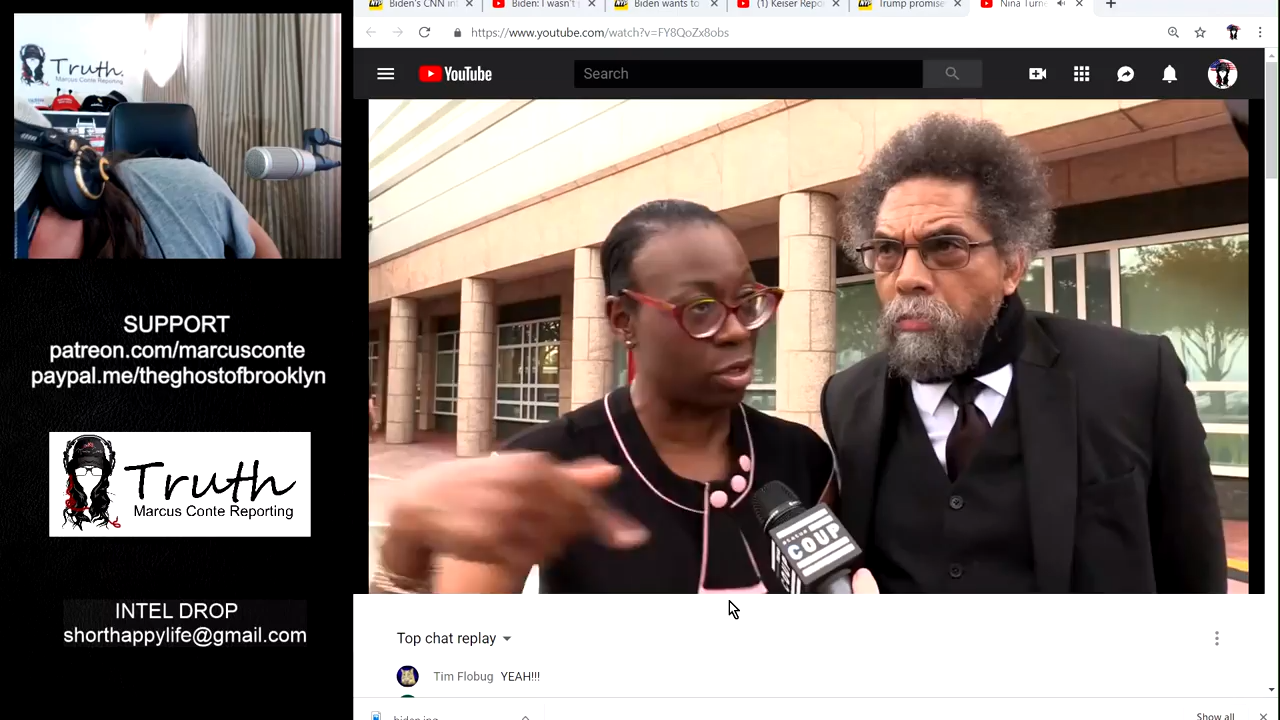 Biden's CNN in
Biden: I wasn't
Biden wants to
(1) Keiser Repo
Trump promise
Nina Turne
https://www.youtube.com/watch?v=FY8QoZx8obs
YouTube
Search
Truth.
Marcus Conte Reporting
SUPPORT
patreon.com/marcusconte
paypal.me/theghostofbrooklyn
Truth
Marcus Conte Reporting
INTEL DROP
shorthappylife@gmail.com
COUP
Top chat replay
Tim Flobug YEAH!!!
biden.jpg
Show all